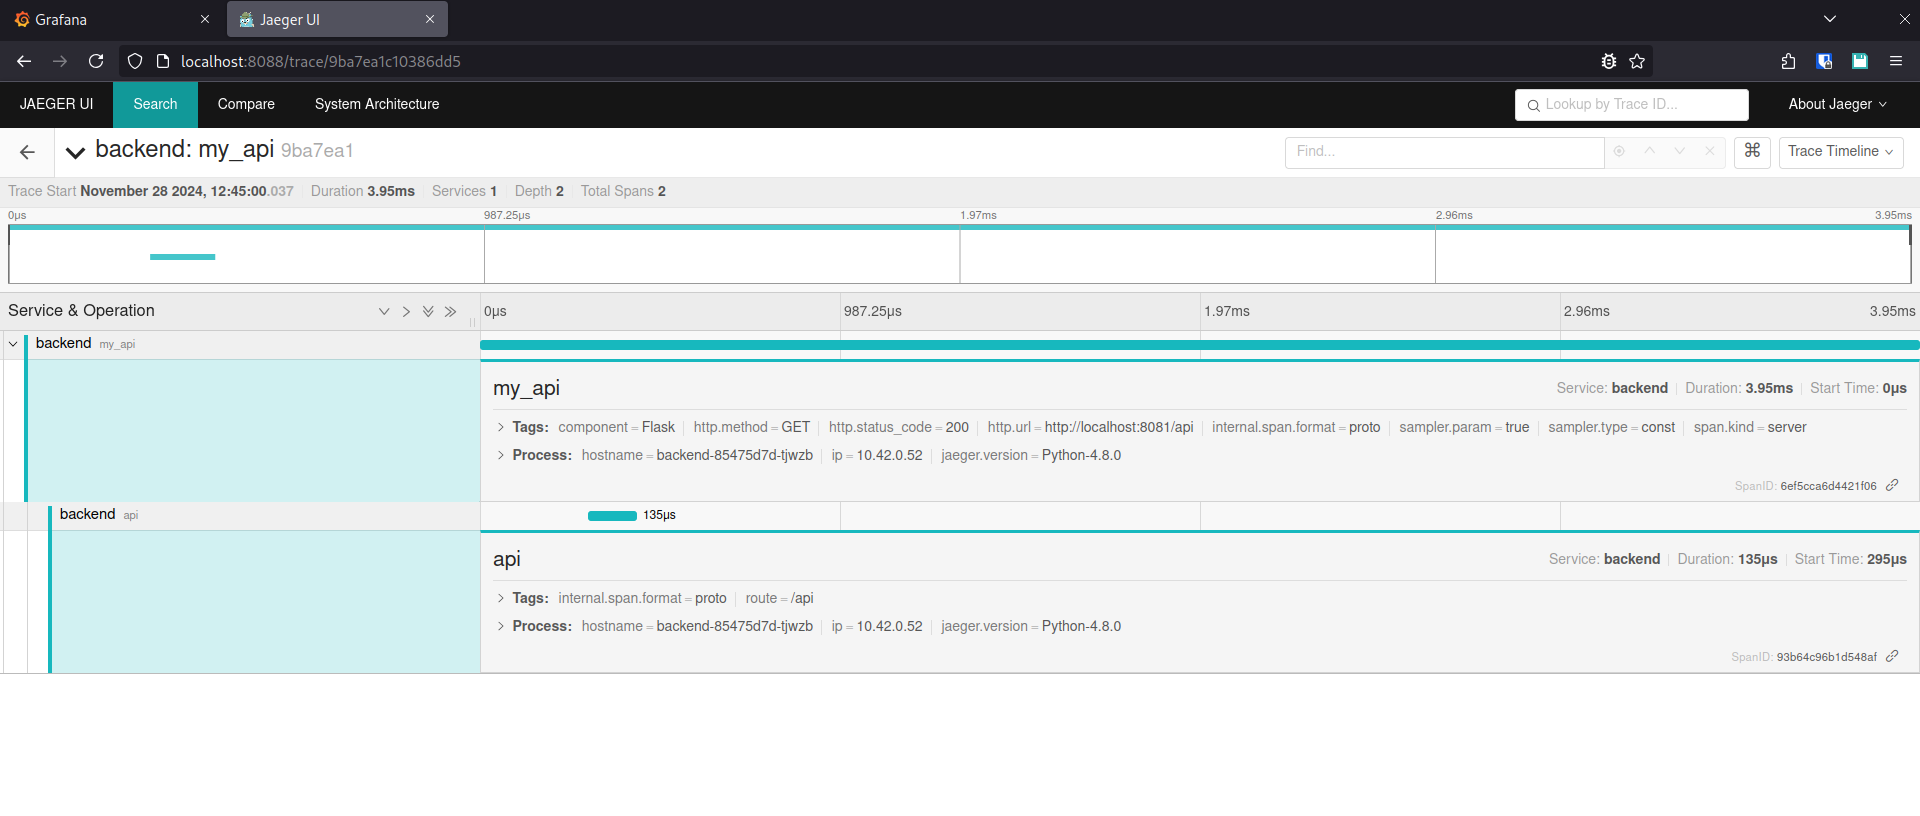 Grafana
Jaeger UI
localhost:8088/trace/9ba7ea1c10386dd5
JAEGER UI Search Compare System Architecture Lookup by Trace ID... About Jaeger
backend: my_api 9ba7ea1 Find... ⌘ Trace Timeline
Trace Start November 28 2024, 12:45:00.037 Duration 3.95ms Services 1 Depth 2 Total Spans 2
0μs 987.25μs 1.97ms 2.96ms 3.95ms
Service & Operation 0μs 987.25μs 1.97ms 2.96ms 3.95ms
backend my_api
my_api Service: backend Duration: 3.95ms Start Time: 0μs
Tags: component = Flask http.method = GET http.status_code = 200 http.url = http://localhost:8081/api internal.span.format = proto sampler.param = true sampler.type = const span.kind = server
Process: hostname = backend-85475d7d-tjwzb ip = 10.42.0.52 jaeger.version = Python-4.8.0
SpanID: 6ef5cca6d4421f06
backend api 135μs
api Service: backend Duration: 135μs Start Time: 295μs
Tags: internal.span.format = proto route = /api
Process: hostname = backend-85475d7d-tjwzb ip = 10.42.0.52 jaeger.version = Python-4.8.0
SpanID: 93b64c96b1d548af